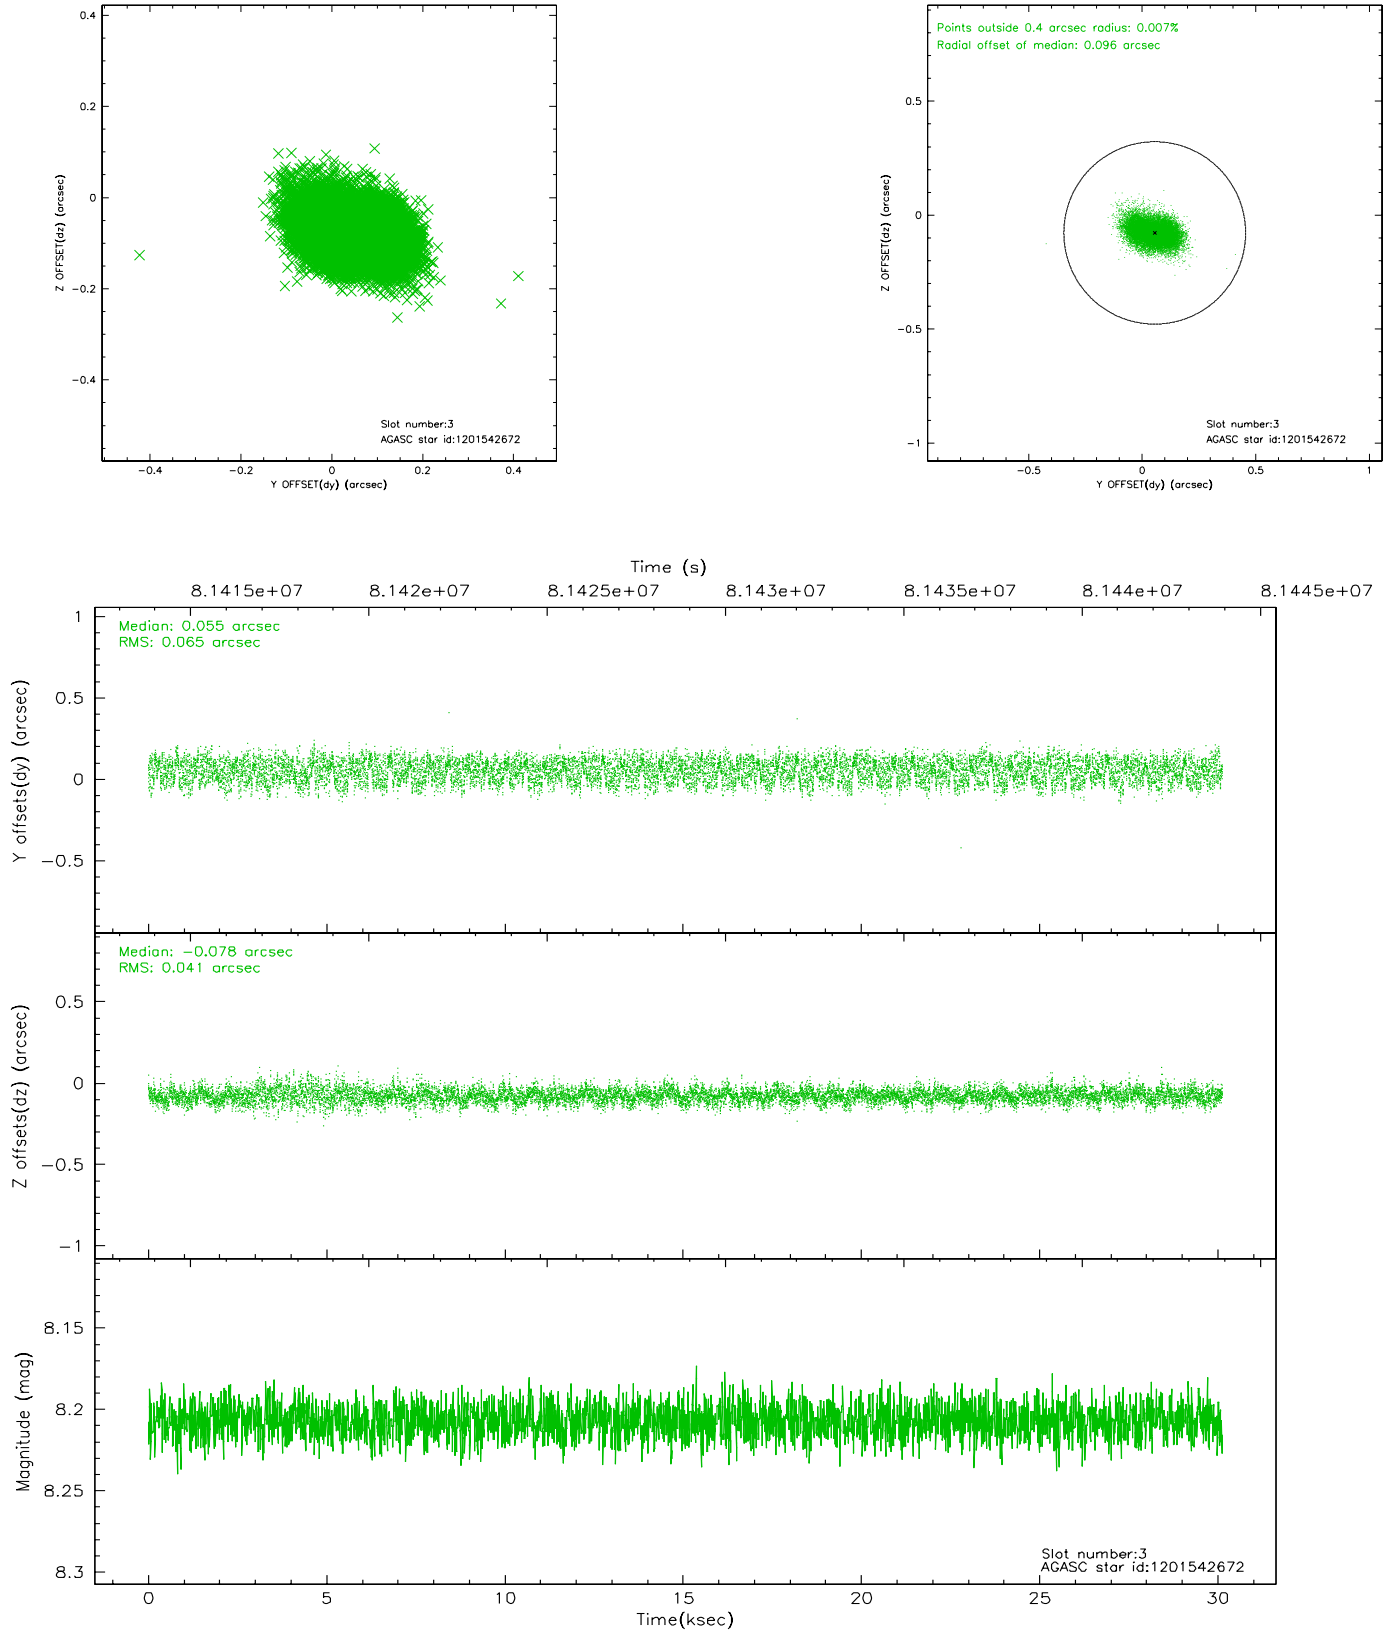 0.4
0.2
0
−0.2
−0.4
Z OFFSET(dz) (arcsec)
Slot number:3
AGASC star id:1201542672
−0.4 −0.2 0 0.2 0.4
Y OFFSET(dy) (arcsec)
Points outside 0.4 arcsec radius: 0.007%
Radial offset of median: 0.096 arcsec
0.5
0
−0.5
−1
Z OFFSET(dz) (arcsec)
Slot number:3
AGASC star id:1201542672
−0.5 0 0.5 1
Y OFFSET(dy) (arcsec)
Time (s)
8.1415e+07 8.142e+07 8.1425e+07 8.143e+07 8.1435e+07 8.144e+07 8.1445e+07
Median: 0.055 arcsec
RMS: 0.065 arcsec
1
0.5
0
−0.5
Y offsets(dy) (arcsec)
Median: −0.078 arcsec
RMS: 0.041 arcsec
0.5
0
−0.5
−1
Z offsets(dz) (arcsec)
8.15
8.2
8.25
8.3
Magnitude (mag)
Slot number:3
AGASC star id:1201542672
0 5 10 15 20 25 30
Time(ksec)